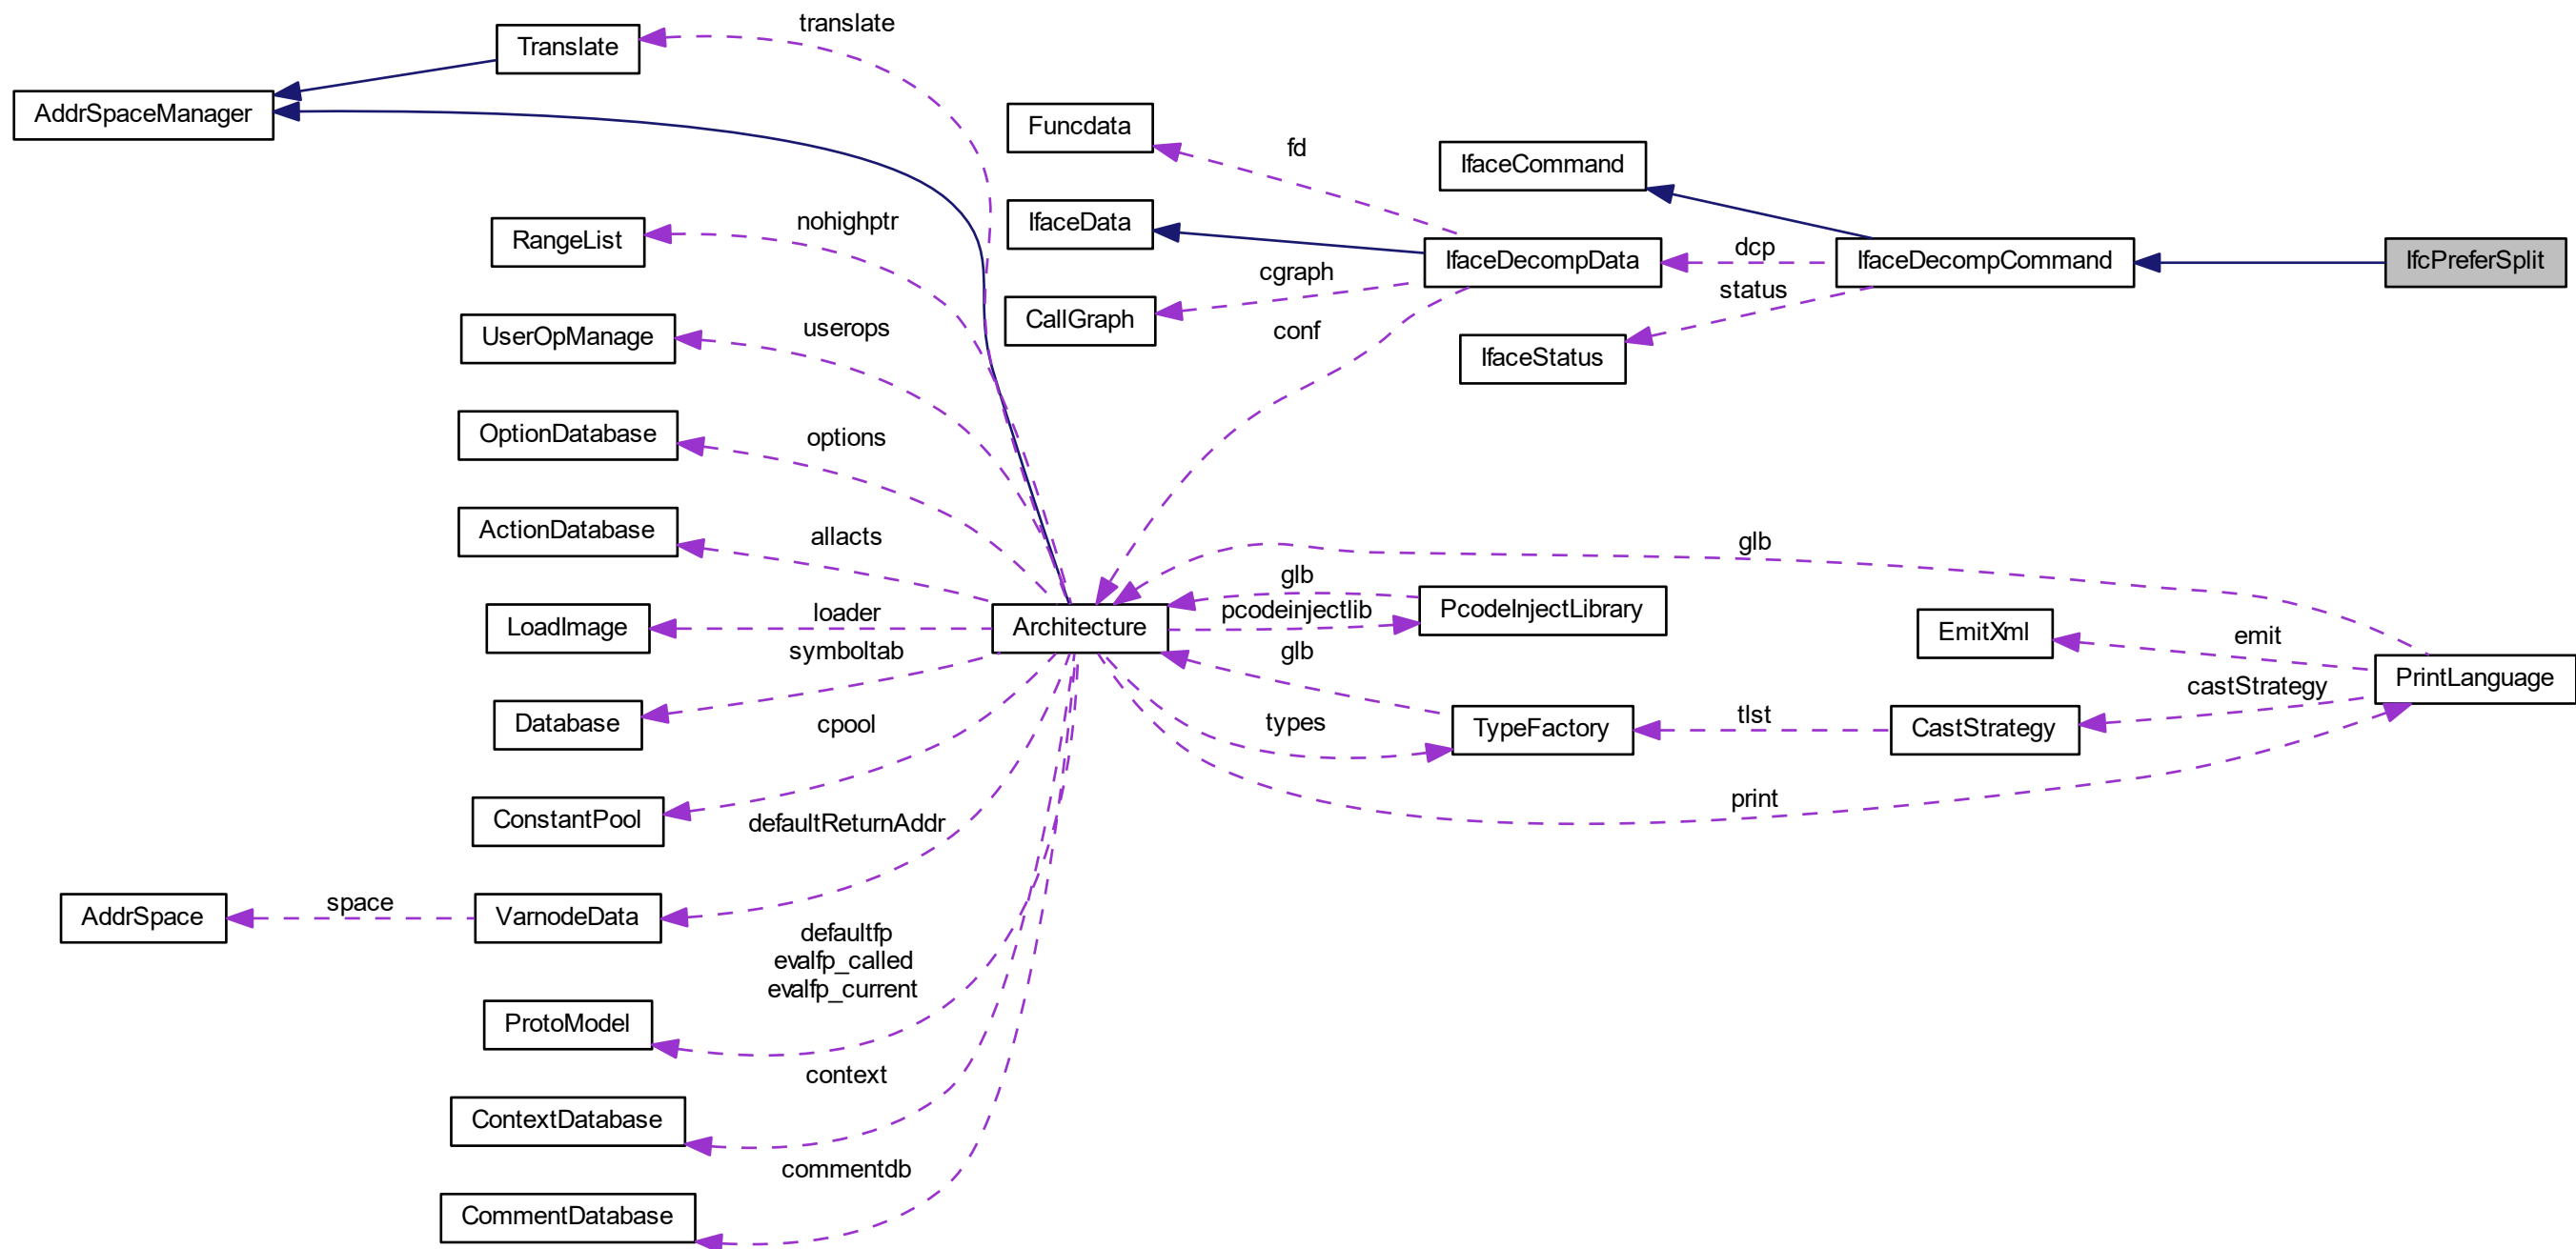 translate
Translate
AddrSpaceManager
Funcdata
fd
IfaceCommand
nohighptr
RangeList
IfaceData
IfaceDecompData
dcp
IfaceDecompCommand
IfcPreferSplit
cgraph
status
userops
UserOpManage
CallGraph
conf
IfaceStatus
options
OptionDatabase
allacts
ActionDatabase
glb
glb
loader
LoadImage
Architecture
pcodeinjectlib
PcodeInjectLibrary
EmitXml
emit
symboltab
glb
castStrategy
PrintLanguage
Database
cpool
types
TypeFactory
tlst
CastStrategy
print
ConstantPool
defaultReturnAddr
AddrSpace
space
VarnodeData
defaultfp
evalfp_called
evalfp_current
ProtoModel
context
ContextDatabase
commentdb
CommentDatabase